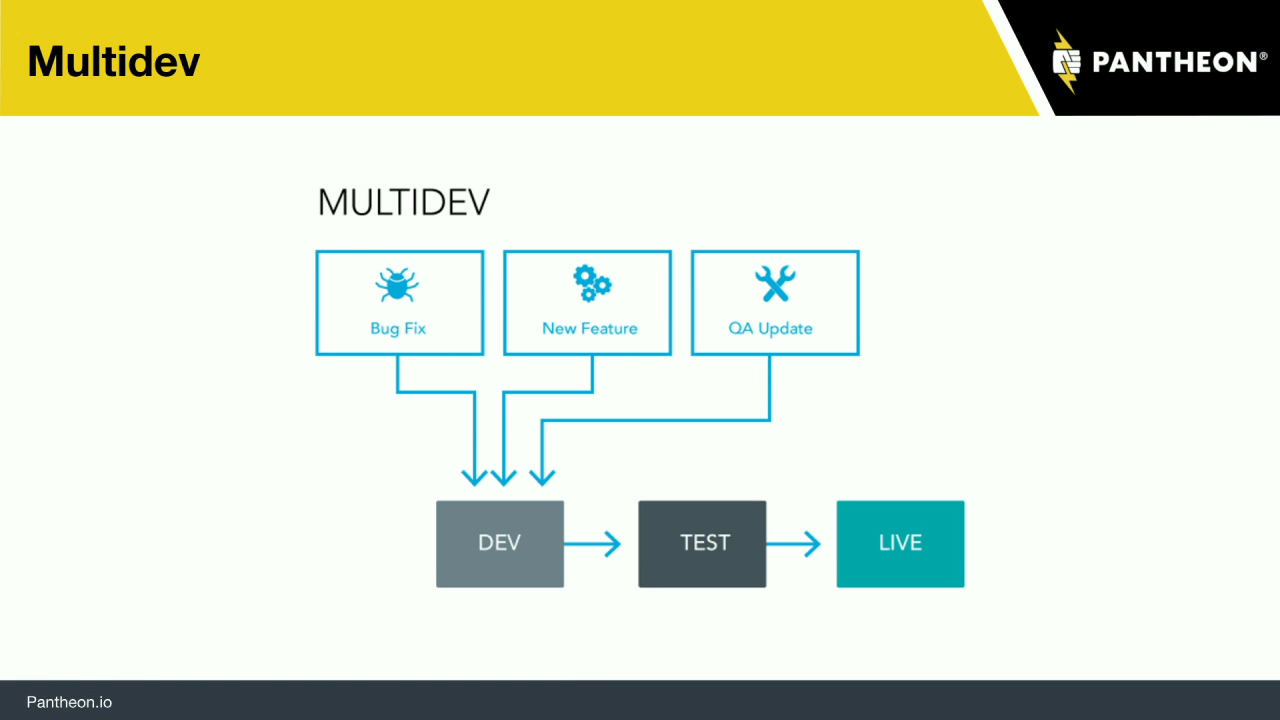 Multidev
PANTHEON®
MULTIDEV
Bug Fix
New Feature
QA Update
DEV
TEST
LIVE
Pantheon.io